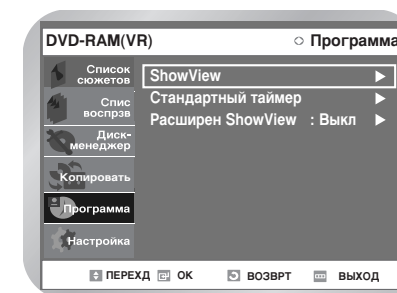 DVD-RAM(VR) Программа
Список
сюжетов
ShowView
Стандартный таймер
Расширен ShowView : Выкл
Спис
воспрзв
Диск-
менеджер
Копировать
Программа
Настройка
ПЕРЕХД OK ВОЗВРТ ВЫХОД